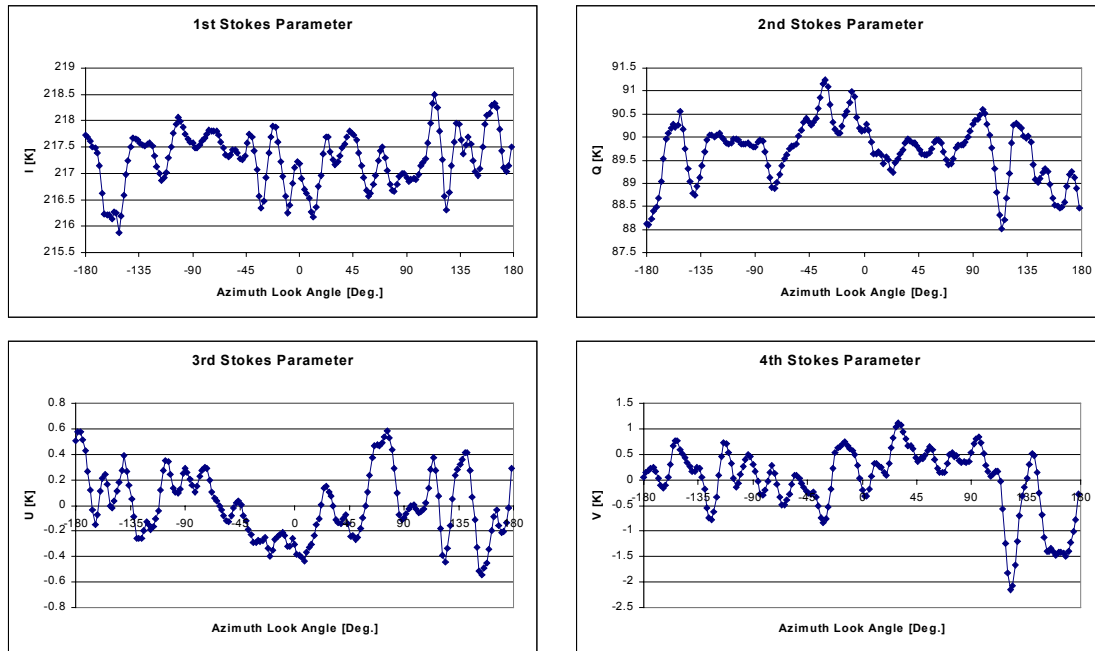 1st Stokes Parameter
I [K]
219
218.5
218
217.5
217
216.5
216
215.5
-180 -135 -90 -45 0 45 90 135 180
Azimuth Look Angle [Deg.]
2nd Stokes Parameter
Q [K]
91.5
91
90.5
90
89.5
89
88.5
88
87.5
-180 -135 -90 -45 0 45 90 135 180
Azimuth Look Angle [Deg.]
3rd Stokes Parameter
U [K]
0.8
0.6
0.4
0.2
0
-0.2
-0.4
-0.6
-0.8
-180 -135 -90 -45 0 45 90 135 180
Azimuth Look Angle [Deg.]
4th Stokes Parameter
V [K]
1.5
1
0.5
0
-0.5
-1
-1.5
-2
-2.5
-180 -135 -90 -45 0 45 90 135 180
Azimuth Look Angle [Deg.]